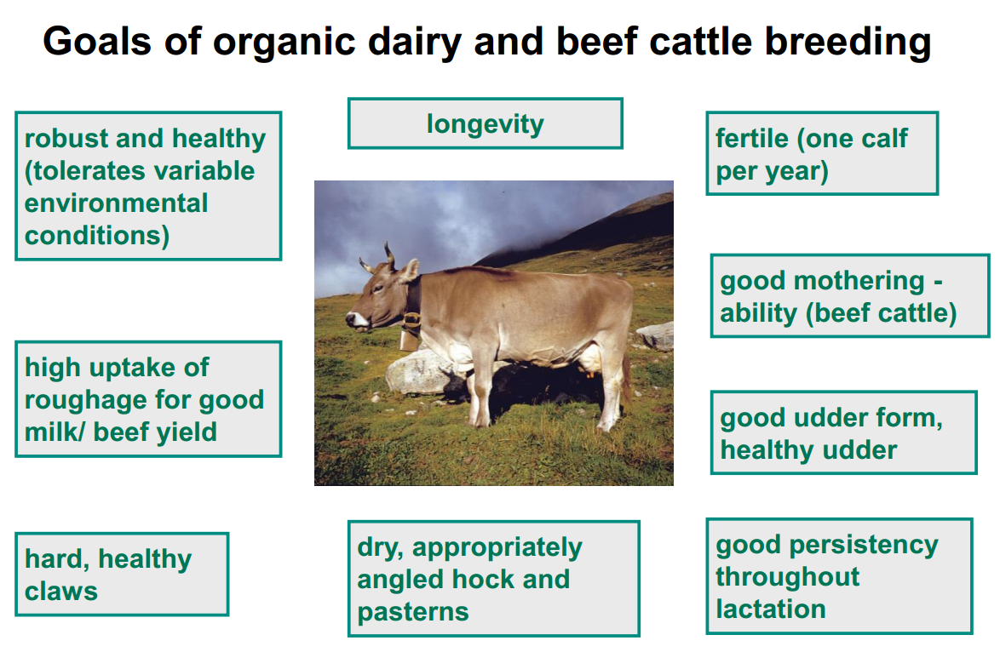 Goals of organic dairy and beef cattle breeding
robust and healthy
(tolerates variable
environmental
conditions)
longevity
fertile (one calf
per year)
good mothering -
ability (beef cattle)
high uptake of
roughage for good
milk/ beef yield
good udder form,
healthy udder
hard, healthy
claws
dry, appropriately
angled hock and
pasterns
good persistency
throughout
lactation